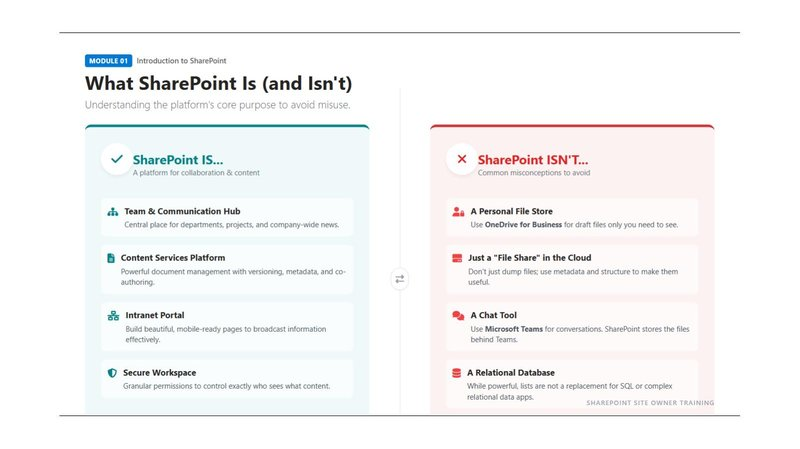 MODULE 01 Introduction to SharePoint
What SharePoint Is (and Isn't)
Understanding the platform's core purpose to avoid misuse.
SharePoint IS...
A platform for collaboration & content
Team & Communication Hub
Central place for departments, projects, and company-wide news.
Content Services Platform
Powerful document management with versioning, metadata, and co-
authoring.
Intranet Portal
Build beautiful, mobile-ready pages to broadcast information
effectively.
Secure Workspace
Granular permissions to control exactly who sees what content.
SharePoint ISN'T...
Common misconceptions to avoid
A Personal File Store
Use OneDrive for Business for draft files only you need to see.
Just a "File Share" in the Cloud
Don't just dump files; use metadata and structure to make them
useful.
A Chat Tool
Use Microsoft Teams for conversations. SharePoint stores the files
behind Teams.
A Relational Database
While powerful, lists are not a replacement for SQL or complex
relational data apps.
SHAREPOINT SITE OWNER TRAINING